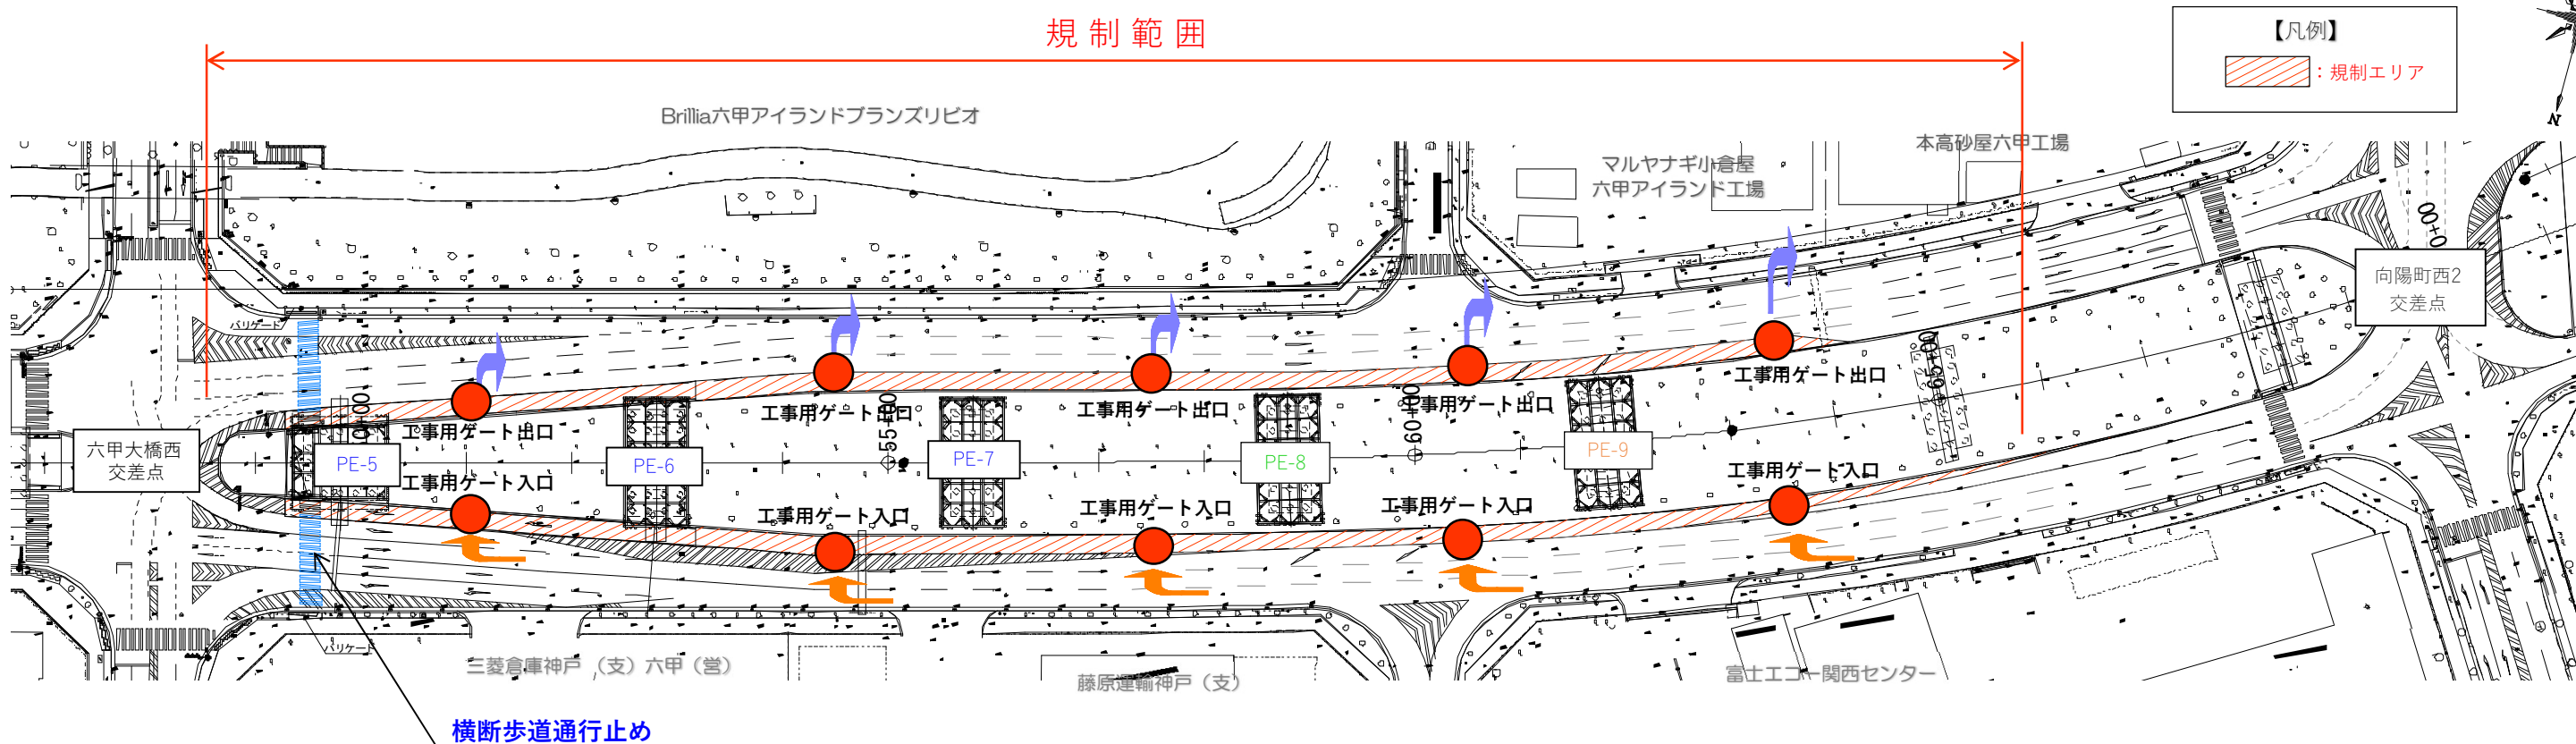 規制範囲
【凡例】
：規制エリア
N
Brillia六甲アイランドブランズリビオ
マルヤナギ小倉屋
六甲アイランド工場
本高砂屋六甲工場
向陽町西2
交差点
バリケード
工事用ゲート出口
工事用ゲート出口
工事用ゲート出口
工事用ゲート出口
工事用ゲート出口
六甲大橋西
交差点
PE-5
PE-6
PE-7
PE-8
PE-9
工事用ゲート入口
工事用ゲート入口
工事用ゲート入口
工事用ゲート入口
工事用ゲート入口
バリケード
三菱倉庫神戸（支）六甲（営）
藤原運輸神戸（支）
富士エコー関西センター
横断歩道通行止め